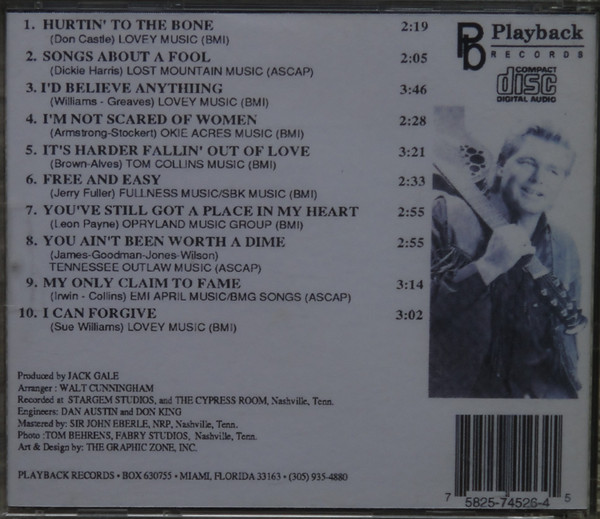 1. HURTIN' TO THE BONE 2:19
(Don Castle) LOVEY MUSIC (BMI)
2. SONGS ABOUT A FOOL 2:05
(Dickie Harris) LOST MOUNTAIN MUSIC (ASCAP)
3. I'D BELIEVE ANYTHIING 3:46
(Williams - Greaves) LOVEY MUSIC (BMI)
4. I'M NOT SCARED OF WOMEN 2:28
(Armstrong-Stockert) OKIE ACRES MUSIC (BMI)
5. IT'S HARDER FALLIN' OUT OF LOVE 3:21
(Brown-Alves) TOM COLLINS MUSIC (BMI)
6. FREE AND EASY 2:33
(Jerry Fuller) FULLNESS MUSIC/SBK MUSIC (BMI)
7. YOU'VE STILL GOT A PLACE IN MY HEART 2:55
(Leon Payne) OPRYLAND MUSIC GROUP (BMI)
8. YOU AIN'T BEEN WORTH A DIME 2:55
(James-Goodman-Jones-Wilson)
TENNESSEE OUTLAW MUSIC (ASCAP)
9. MY ONLY CLAIM TO FAME 3:14
(Irwin - Collins) EMI APRIL MUSIC/BMG SONGS (ASCAP)
10. I CAN FORGIVE 3:02
(Sue Williams) LOVEY MUSIC (BMI)
Pb Playback
RECORDS
COMPACT
disc
DIGITAL AUDIO
Produced by JACK GALE
Arranger : WALT CUNNINGHAM
Recorded at STARGEM STUDIOS, and THE CYPRESS ROOM, Nashville, Tenn.
Engineers: DAN AUSTIN and DON KING
Mastered by: SIR JOHN EBERLE, NRP, Nashville, Tenn.
Photo :TOM BEHRENS, FABRY STUDIOS, Nashville, Tenn.
Art & Design by: THE GRAPHIC ZONE, INC.
PLAYBACK RECORDS • BOX 630755 • MIAMI, FLORIDA 33163 • (305) 935-4880
7 5825-74526-4 5